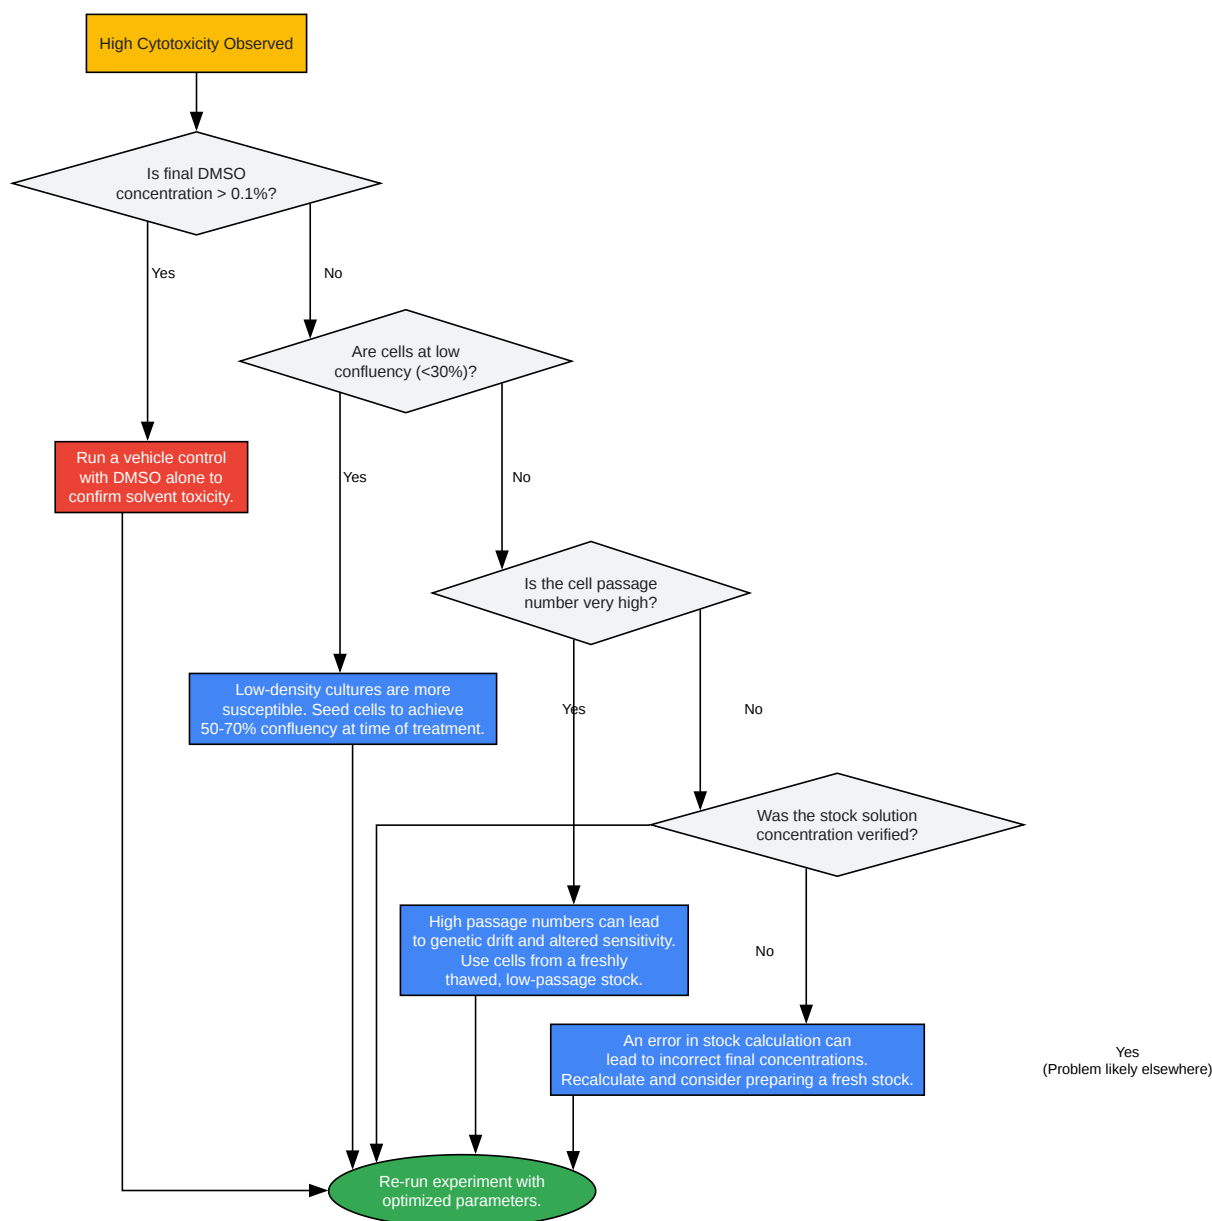 High Cytotoxicity Observed
Is final DMSO
concentration > 0.1%?
Yes
No
Are cells at low
confluency (<30%)?
Run a vehicle control
with DMSO alone to
confirm solvent toxicity.
Yes
No
Is the cell passage
number very high?
Low-density cultures are more
susceptible. Seed cells to achieve
50-70% confluency at time of treatment.
Yes
No
Was the stock solution
concentration verified?
High passage numbers can lead
to genetic drift and altered sensitivity.
Use cells from a freshly
thawed, low-passage stock.
No
An error in stock calculation can
lead to incorrect final concentrations.
Recalculate and consider preparing a fresh stock.
Yes
(Problem likely elsewhere)
Re-run experiment with
optimized parameters.